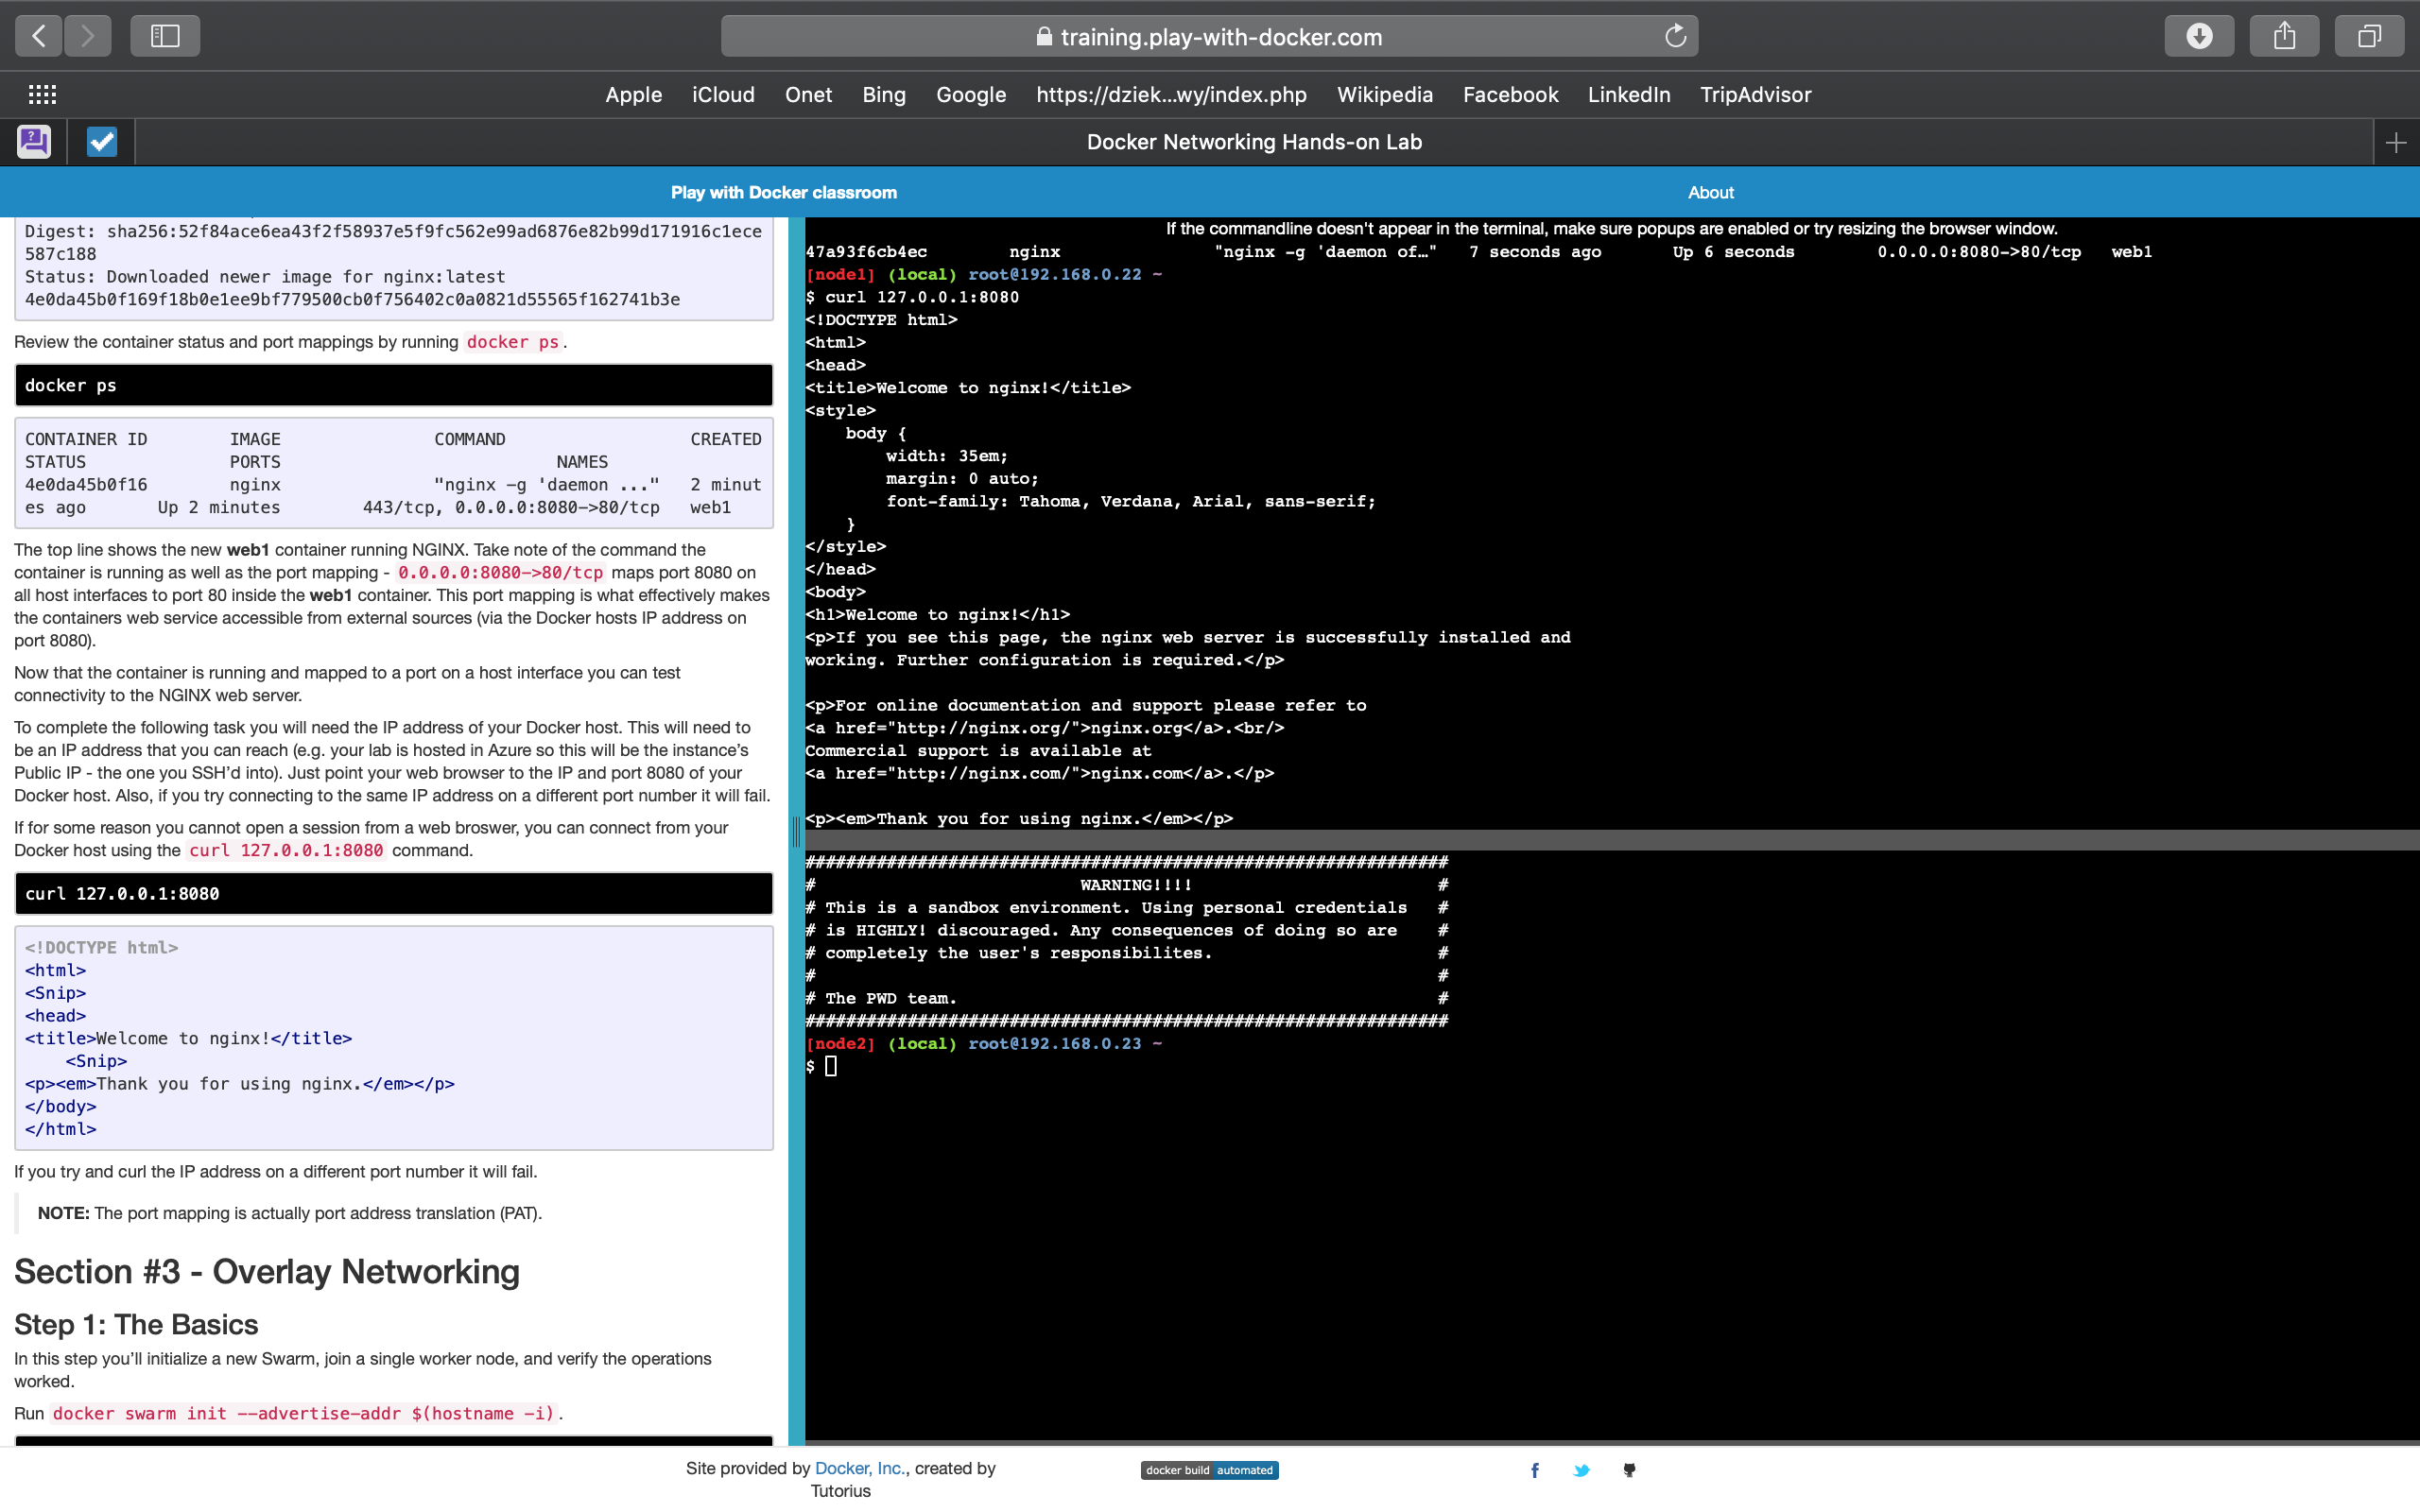 training.play-with-docker.com
Apple iCloud Onet Bing Google https://dziek...wy/index.php Wikipedia Facebook LinkedIn TripAdvisor
Docker Networking Hands-on Lab
Play with Docker classroom About
Digest: sha256:52f84ace6ea43f2f58937e5f9fc562e99ad6876e82b99d171916c1ece
587c188
Status: Downloaded newer image for nginx:latest
4e0da45b0f169f18b0e1ee9bf779500cb0f756402c0a0821d55565f162741b3e
Review the container status and port mappings by running docker ps.
docker ps
CONTAINER ID IMAGE COMMAND CREATED
STATUS PORTS NAMES
4e0da45b0f16 nginx "nginx -g 'daemon ..." 2 minut
es ago Up 2 minutes 443/tcp, 0.0.0.0:8080->80/tcp web1
The top line shows the new web1 container running NGINX. Take note of the command the
container is running as well as the port mapping - 0.0.0.0:8080->80/tcp maps port 8080 on
all host interfaces to port 80 inside the web1 container. This port mapping is what effectively makes
the containers web service accessible from external sources (via the Docker hosts IP address on
port 8080).
Now that the container is running and mapped to a port on a host interface you can test
connectivity to the NGINX web server.
To complete the following task you will need the IP address of your Docker host. This will need to
be an IP address that you can reach (e.g. your lab is hosted in Azure so this will be the instance’s
Public IP - the one you SSH’d into). Just point your web browser to the IP and port 8080 of your
Docker host. Also, if you try connecting to the same IP address on a different port number it will fail.
If for some reason you cannot open a session from a web broswer, you can connect from your
Docker host using the curl 127.0.0.1:8080 command.
curl 127.0.0.1:8080
<!DOCTYPE html>
<html>
<Snip>
<head>
<title>Welcome to nginx!</title>
    <Snip>
<p><em>Thank you for using nginx.</em></p>
</body>
</html>
If you try and curl the IP address on a different port number it will fail.
NOTE: The port mapping is actually port address translation (PAT).
Section #3 - Overlay Networking
Step 1: The Basics
In this step you’ll initialize a new Swarm, join a single worker node, and verify the operations
worked.
Run docker swarm init --advertise-addr $(hostname -i).
If the commandline doesn't appear in the terminal, make sure popups are enabled or try resizing the browser window.
47a93f6cb4ec nginx "nginx -g 'daemon of…" 7 seconds ago Up 6 seconds 0.0.0.0:8080->80/tcp web1
[node1] (local) root@192.168.0.22 ~
$ curl 127.0.0.1:8080
<!DOCTYPE html>
<html>
<head>
<title>Welcome to nginx!</title>
<style>
    body {
        width: 35em;
        margin: 0 auto;
        font-family: Tahoma, Verdana, Arial, sans-serif;
    }
</style>
</head>
<body>
<h1>Welcome to nginx!</h1>
<p>If you see this page, the nginx web server is successfully installed and
working. Further configuration is required.</p>
<p>For online documentation and support please refer to
<a href="http://nginx.org/">nginx.org</a>.<br/>
Commercial support is available at
<a href="http://nginx.com/">nginx.com</a>.</p>
<p><em>Thank you for using nginx.</em></p>
###############################################################
# WARNING!!!! #
# This is a sandbox environment. Using personal credentials #
# is HIGHLY! discouraged. Any consequences of doing so are #
# completely the user's responsibilites. #
# #
# The PWD team. #
###############################################################
[node2] (local) root@192.168.0.23 ~
$
Site provided by Docker, Inc., created by
Tutorius
docker build automated